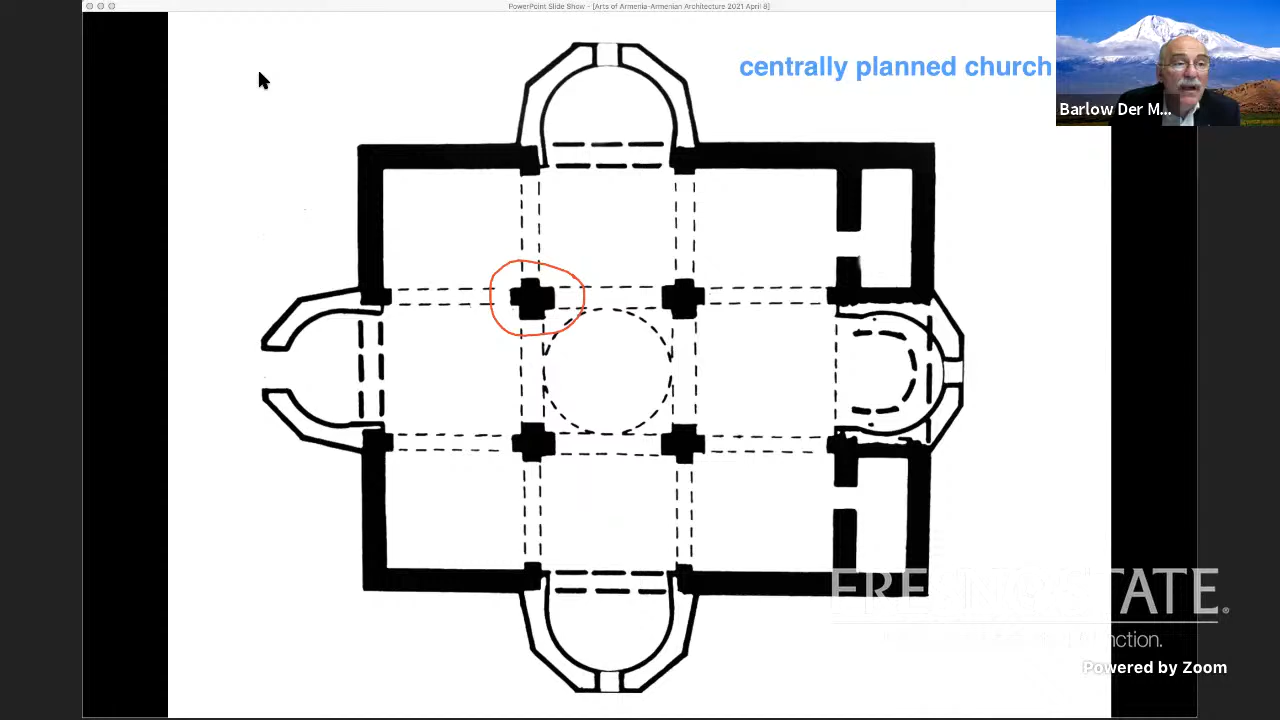 PowerPoint Slide Show - [Arts of Armenia-Armenian Architecture 2021 April 8]
centrally planned church
Barlow Der M...
Powered by Zoom